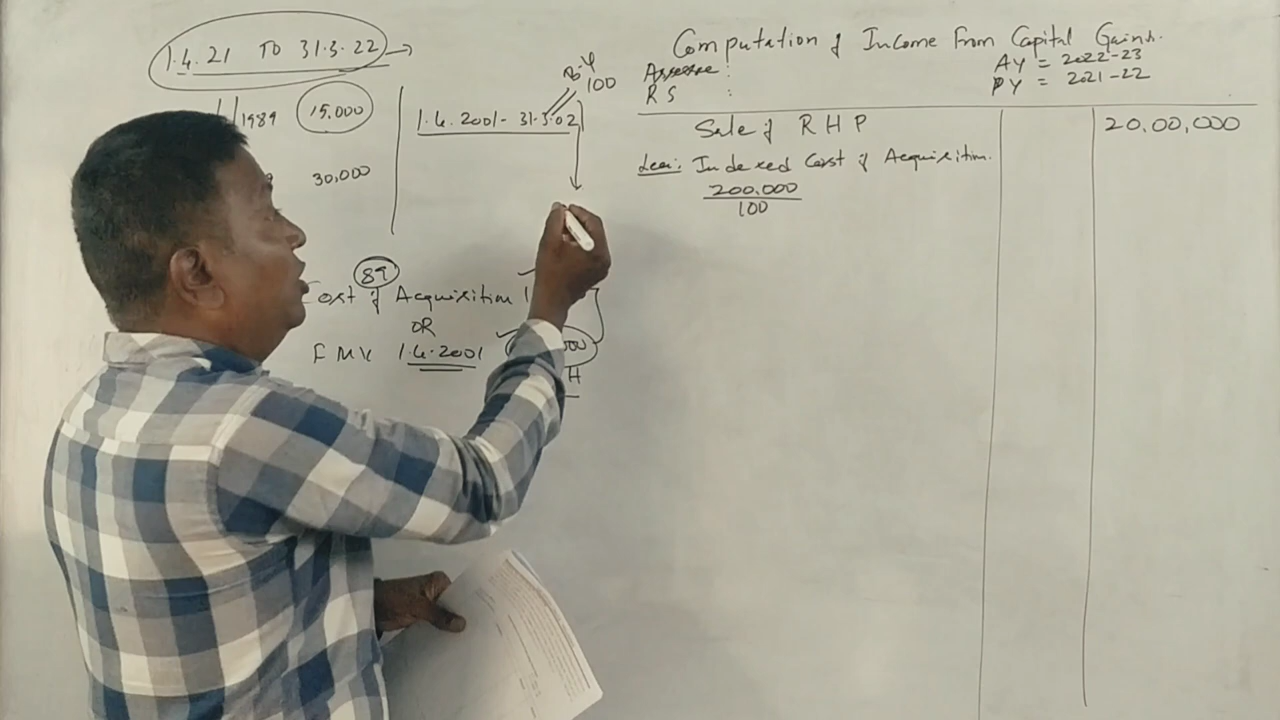 1.4.21 TO 31.3.22
1989 15,000
30,000
B.Y
100
1.4.2001- 31.3.02
89
Cost of Acquisition
OR
FMV 1.4.2001
H
Computation of Income From Capital Gains.
Assesse :
RS :
AY = 2022-23
PY = 2021-22
Sale of RHP 20,00,000
Less: Indexed Cost of Acquisition.
200,000
100